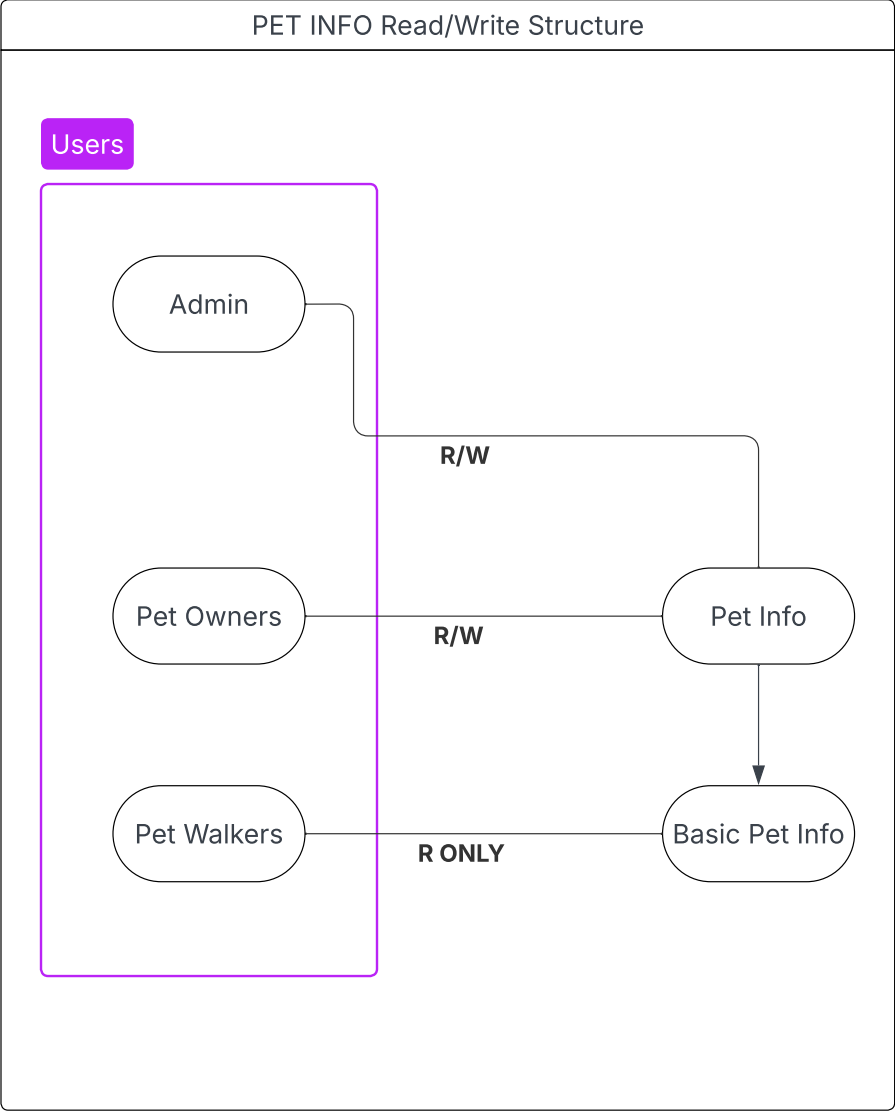 PET INFO Read/Write Structure
Users
Admin
R/W
Pet Owners
R/W
Pet Info
Pet Walkers
R ONLY
Basic Pet Info